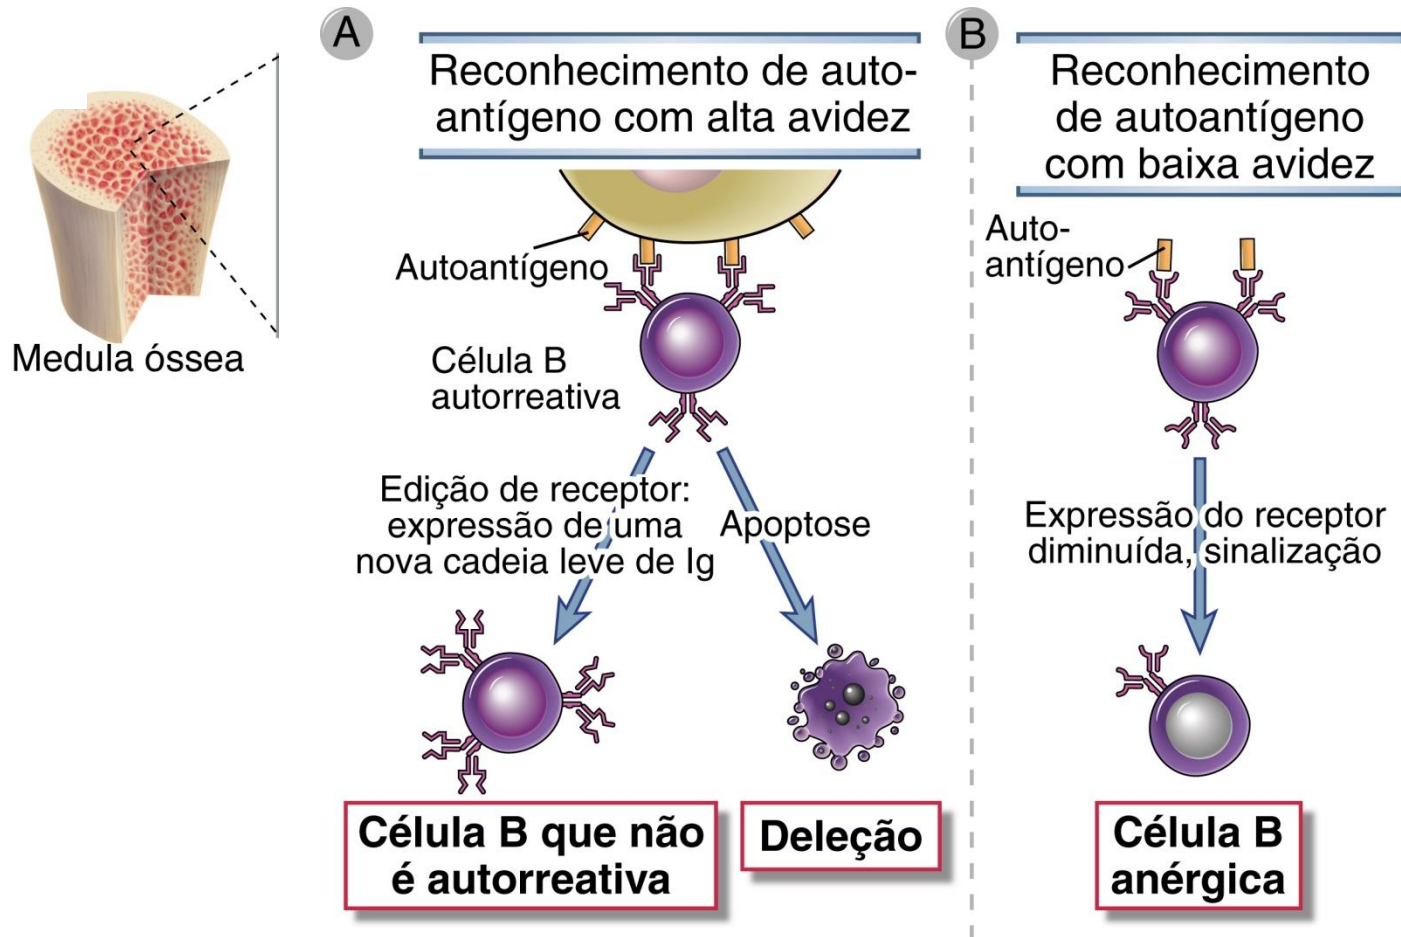 A
Reconhecimento de auto-
antígeno com alta avidez
B
Reconhecimento
de autoantígeno
com baixa avidez
Autoantígeno
Auto-
antígeno
Medula óssea
Célula B
autorreativa
Edição de receptor:
expressão de uma
nova cadeia leve de Ig
Apoptose
Expressão do receptor
diminuída, sinalização
Célula B que não
é autorreativa
Deleção
Célula B
anérgica